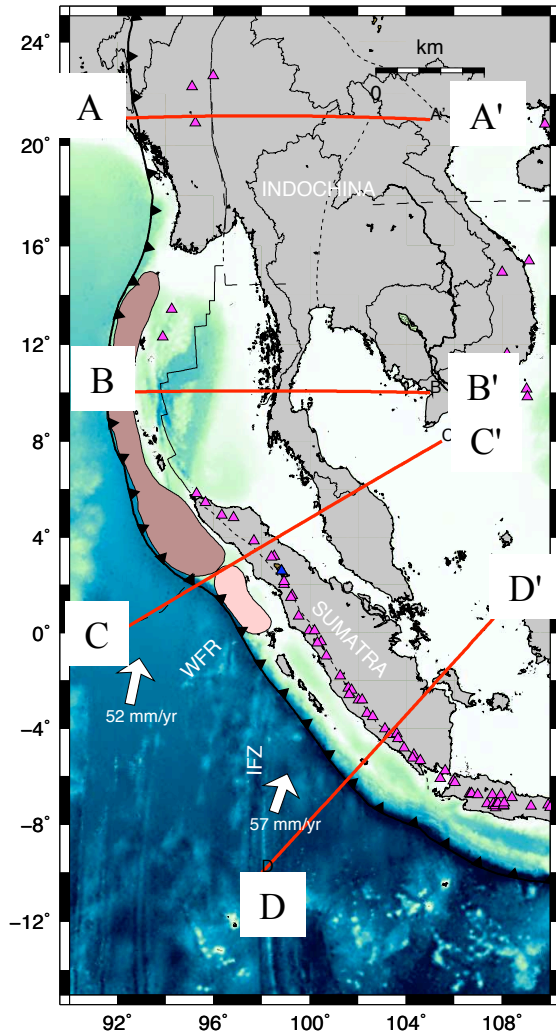 24°
km
0
A
A'
A'
20°
INDOCHINA
16°
12°
B
B'
8°
C'
4°
D'
SUMATRA
0°
C
WFR
52 mm/yr
−4°
IFZ
57 mm/yr
−8°
D
D
−12°
92°
96°
100°
104°
108°